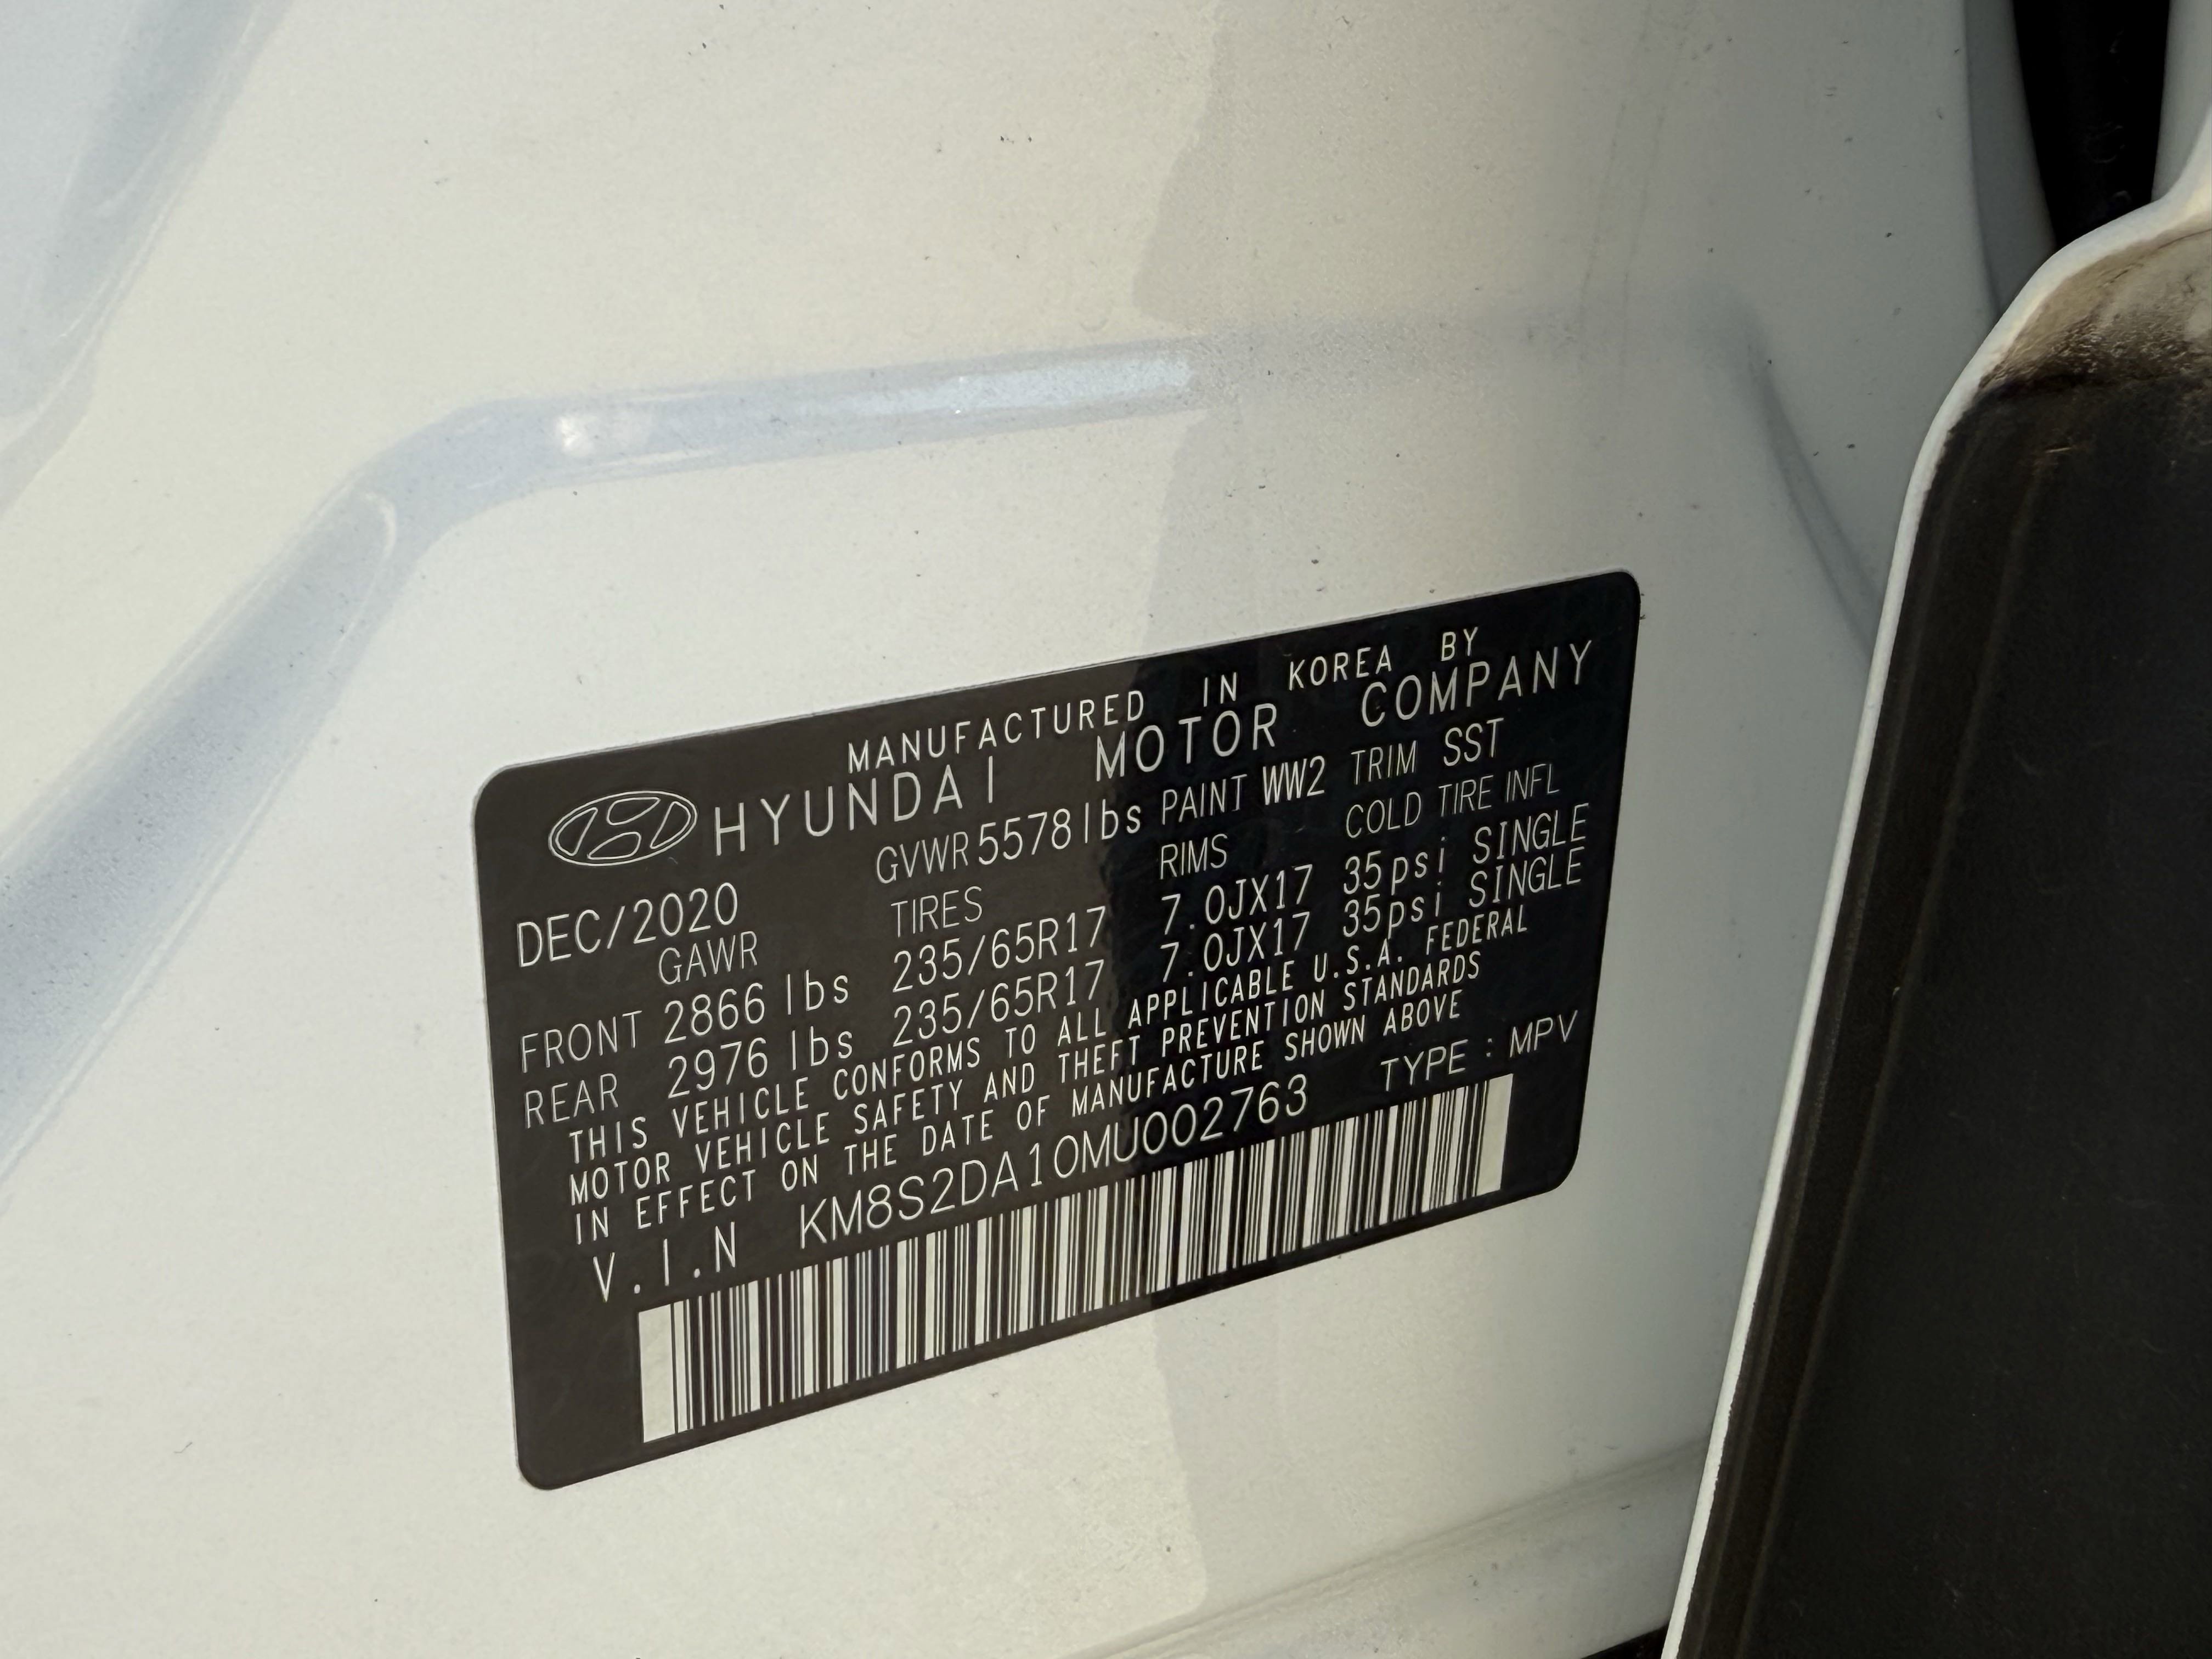 MANUFACTURED IN KOREA BY
HYUNDAI MOTOR COMPANY
DEC/2020 GVWR 5578 lbs PAINT WW2 TRIM SST
GAWR TIRES RIMS COLD TIRE INFL
FRONT 2866 lbs 235/65R17 7.0JX17 35psi SINGLE
REAR 2976 lbs 235/65R17 7.0JX17 35psi SINGLE
THIS VEHICLE CONFORMS TO ALL APPLICABLE U.S.A. FEDERAL
MOTOR VEHICLE SAFETY AND THEFT PREVENTION STANDARDS
IN EFFECT ON THE DATE OF MANUFACTURE SHOWN ABOVE
V.I.N KM8S2DA10MU002763 TYPE : MPV